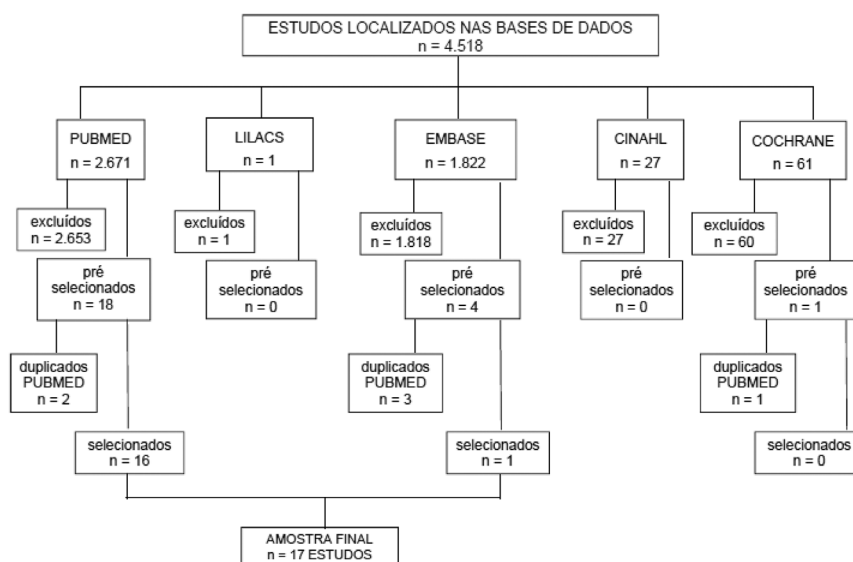 ESTUDOS LOCALIZADOS NAS BASES DE DADOS
n = 4.518
PUBMED
n = 2.671
LILACS
n = 1
EMBASE
n = 1.822
CINAHL
n = 27
COCHRANE
n = 61
excluídos
n = 2.653
excluídos
n = 1
excluídos
n = 1.818
excluídos
n = 27
excluídos
n = 60
pré
selecionados
n = 18
pré
selecionados
n = 0
pré
selecionados
n = 4
pré
selecionados
n = 0
pré
selecionados
n = 1
duplicados
PUBMED
n = 2
duplicados
PUBMED
n = 3
duplicados
PUBMED
n = 1
selecionados
n = 16
selecionados
n = 1
selecionados
n = 0
AMOSTRA FINAL
n = 17 ESTUDOS